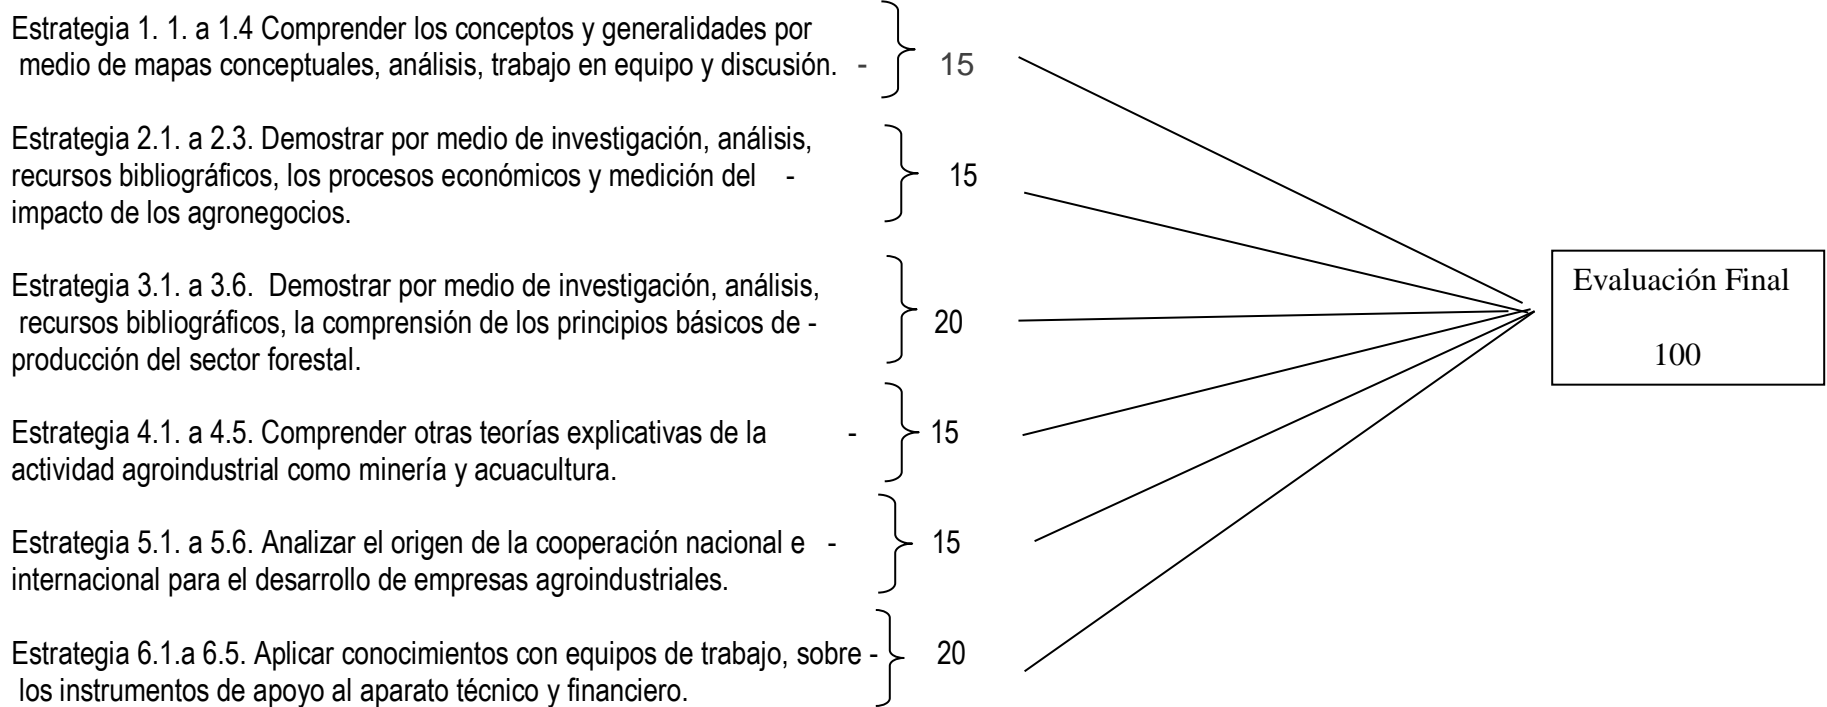 Estrategia 1. 1. a 1.4 Comprender los conceptos y generalidades por
medio de mapas conceptuales, análisis, trabajo en equipo y discusión. - 15
Estrategia 2.1. a 2.3. Demostrar por medio de investigación, análisis,
recursos bibliográficos, los procesos económicos y medición del - 15
impacto de los agronegocios.
Estrategia 3.1. a 3.6. Demostrar por medio de investigación, análisis,
recursos bibliográficos, la comprensión de los principios básicos de - 20
producción del sector forestal.
Estrategia 4.1. a 4.5. Comprender otras teorías explicativas de la - 15
actividad agroindustrial como minería y acuacultura.
Estrategia 5.1. a 5.6. Analizar el origen de la cooperación nacional e - 15
internacional para el desarrollo de empresas agroindustriales.
Estrategia 6.1.a 6.5. Aplicar conocimientos con equipos de trabajo, sobre - 20
los instrumentos de apoyo al aparato técnico y financiero.
Evaluación Final
100